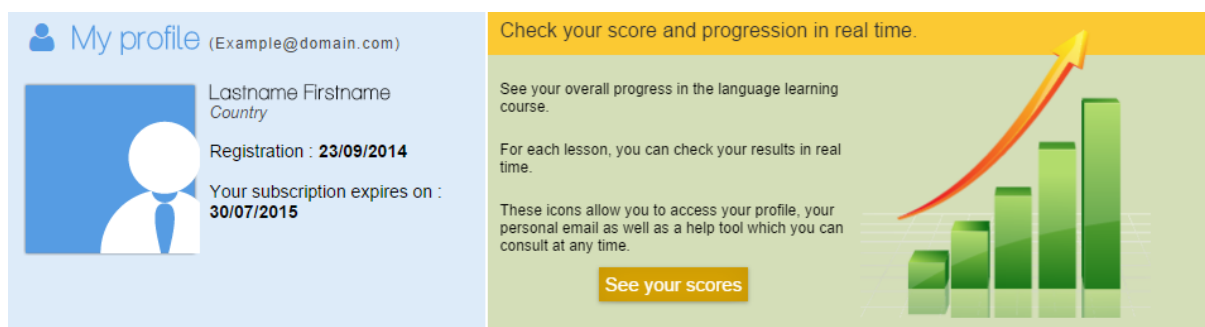 My profile (Example@domain.com)
Lastname Firstname
Country
Registration : 23/09/2014
Your subscription expires on :
30/07/2015
Check your score and progression in real time.
See your overall progress in the language learning
course.
For each lesson, you can check your results in real
time.
These icons allow you to access your profile, your
personal email as well as a help tool which you can
consult at any time.
See your scores